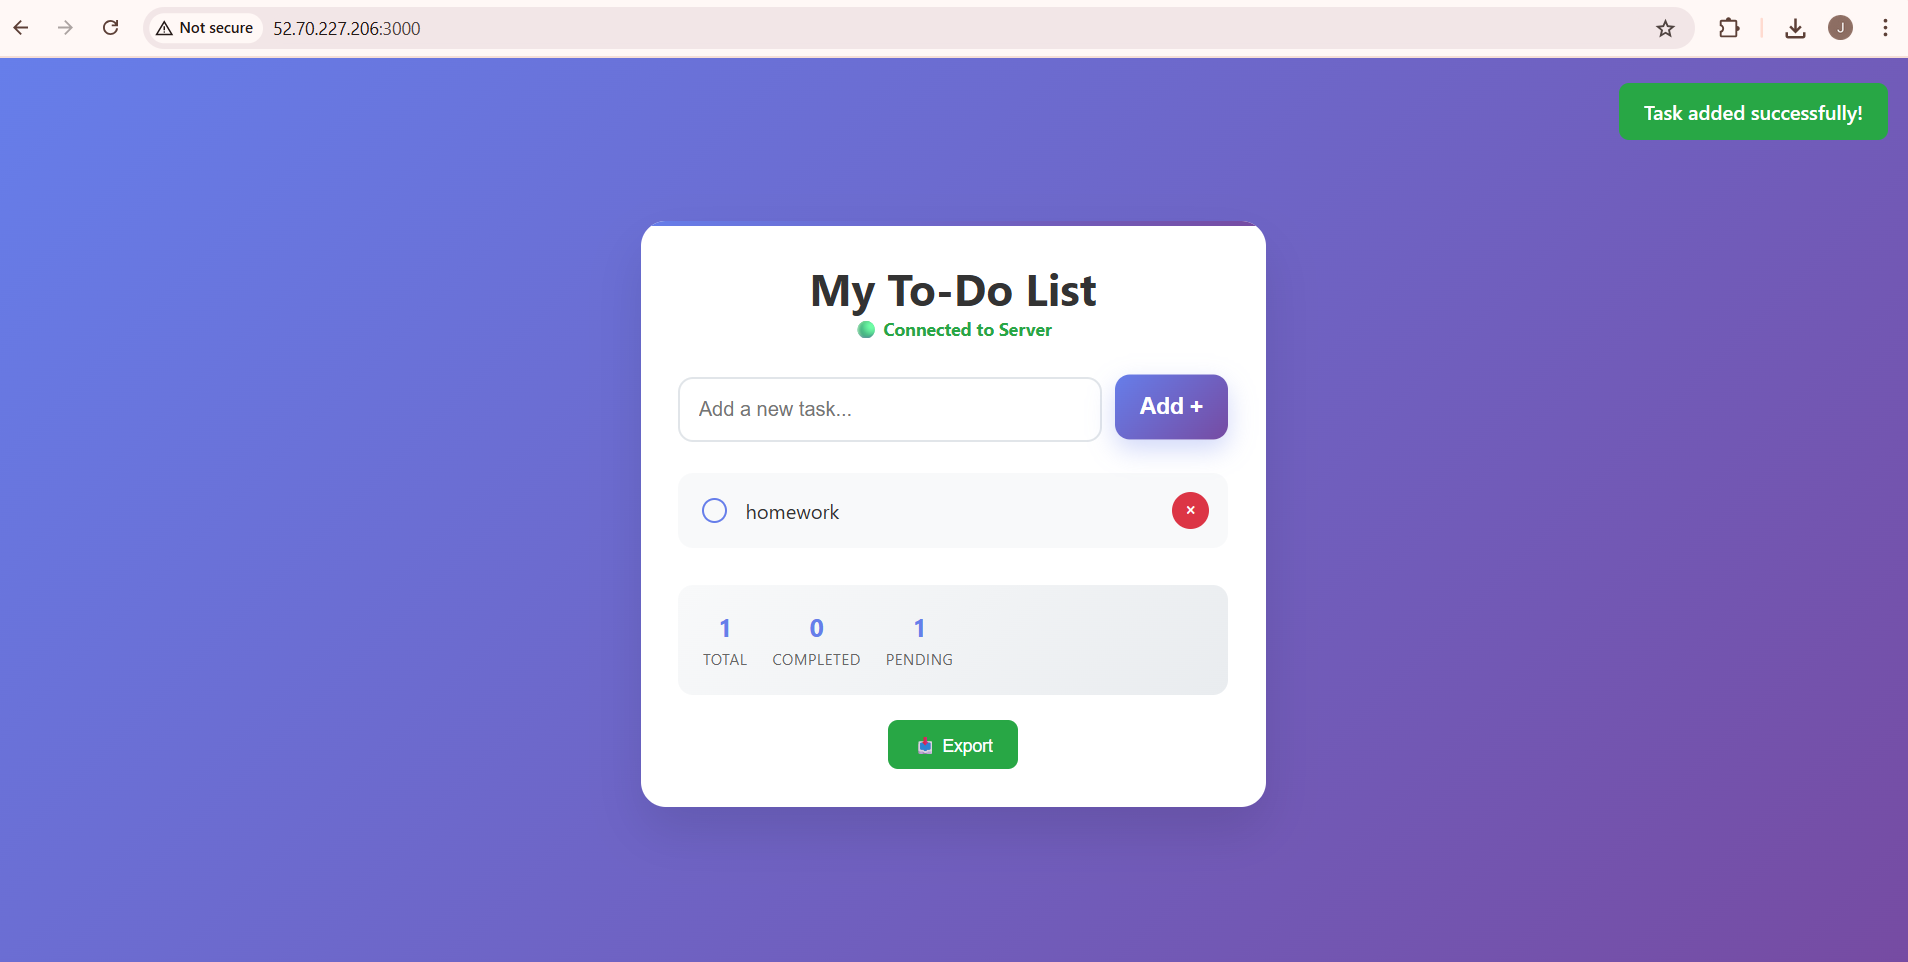 Not secure 52.70.227.206:3000
J
Task added successfully!
My To-Do List
Connected to Server
Add a new task...
Add +
homework
×
1 0 1
TOTAL COMPLETED PENDING
Export